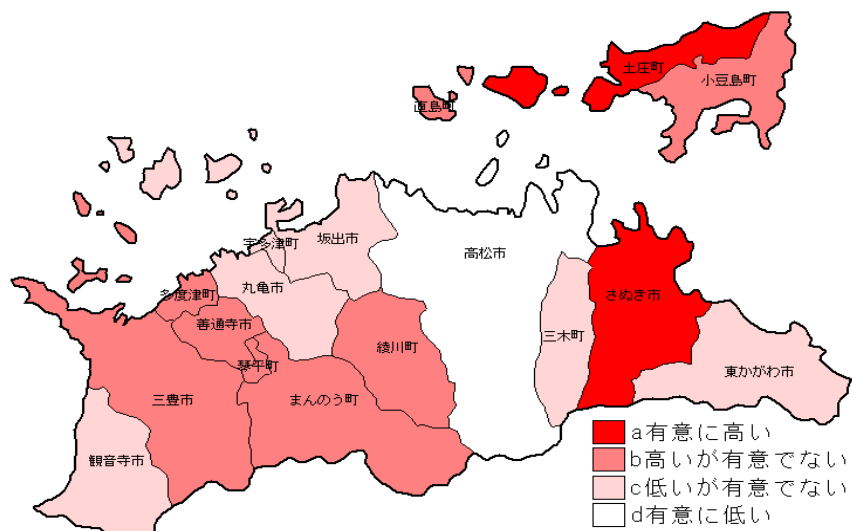 土庄町
小豆島町
直島町
宇多津町
坂出市
高松市
丸亀市
多度津町
さぬき市
善通寺市
三木町
綾川町
琴平町
東かがわ市
三豊市
まんのう町
観音寺市
a有意に高い
b高いが有意でない
c低いが有意でない
d有意に低い